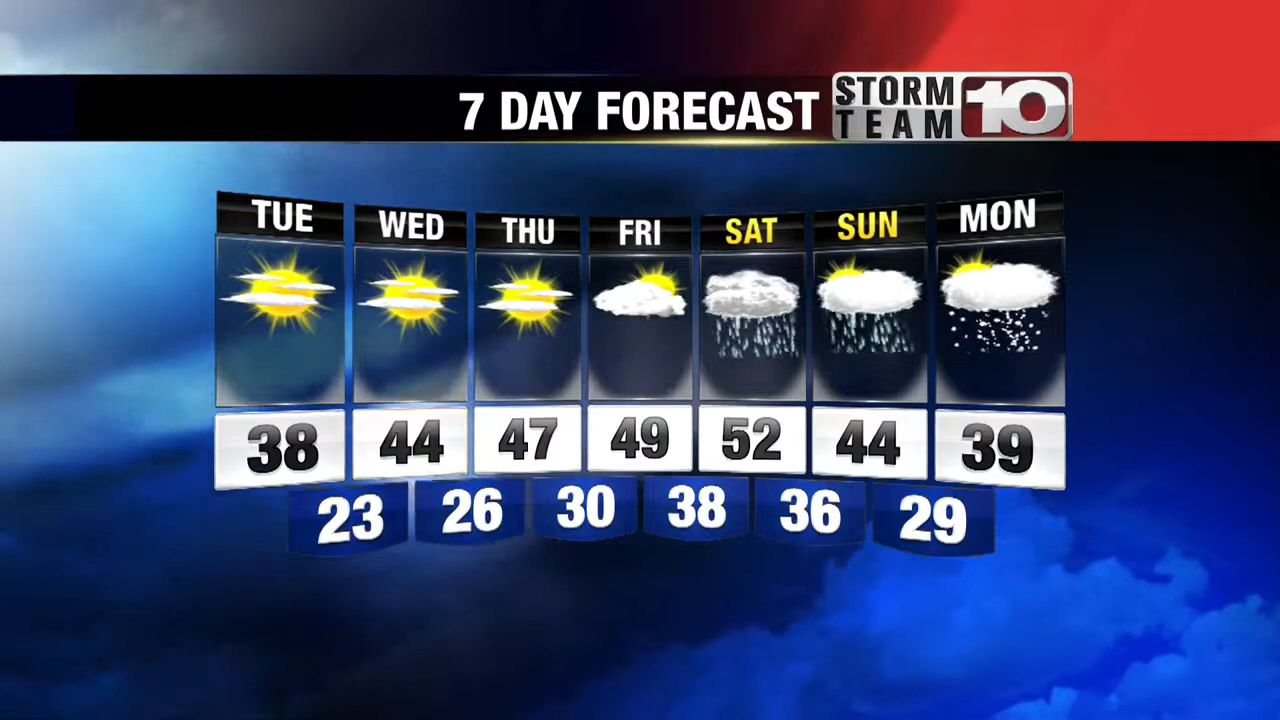 7 DAY FORECAST
STORM
TEAM
10
TUE WED THU FRI SAT SUN MON
38 44 47 49 52 44 39
23 26 30 38 36 29